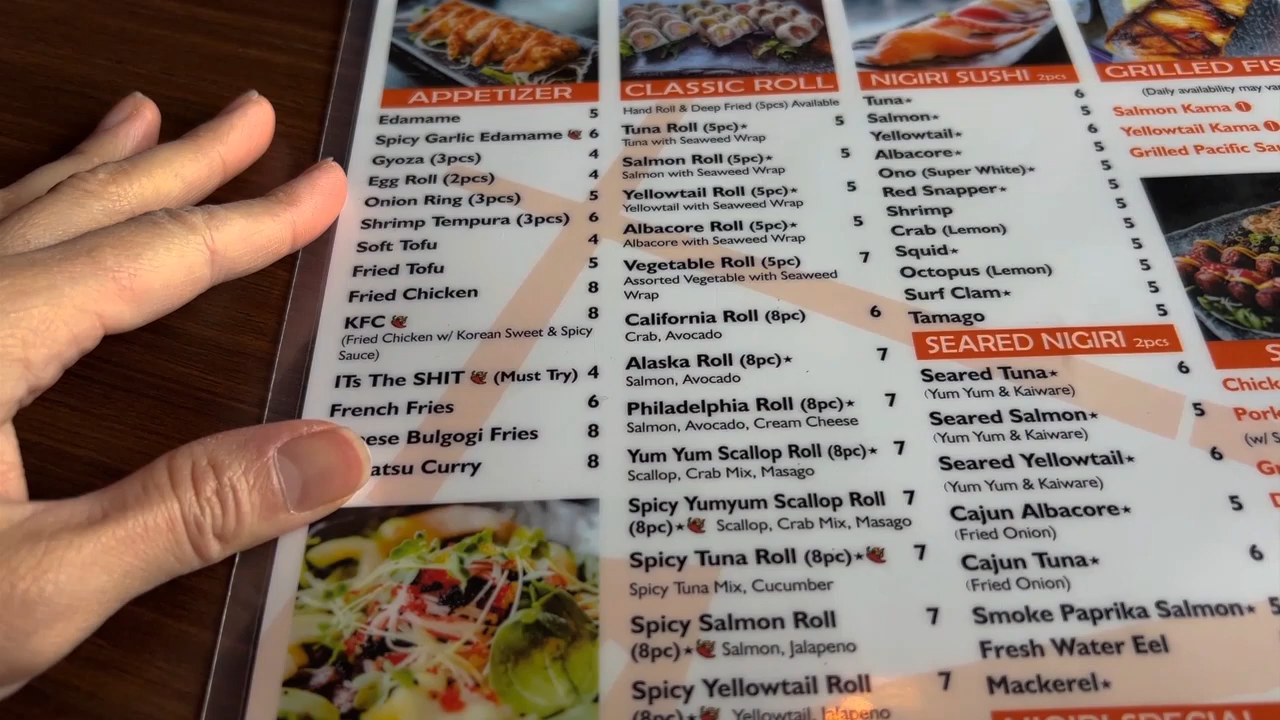 APPETIZER
Edamame 5
Spicy Garlic Edamame 6
Gyoza (3pcs) 4
Egg Roll (2pcs) 4
Onion Ring (3pcs) 5
Shrimp Tempura (3pcs) 6
Soft Tofu 4
Fried Tofu 5
Fried Chicken 8
KFC 8
(Fried Chicken w/ Korean Sweet & Spicy
Sauce)
ITs The SHIT (Must Try) 4
French Fries 6
Bulgogi Fries 8
Curry 8
CLASSIC ROLL
Hand Roll & Deep Fried (5pcs) Available
Tuna Roll (5pc)★ 5
Tuna with Seaweed Wrap
Salmon Roll (5pc)★ 5
Salmon with Seaweed Wrap
Yellowtail Roll (5pc)★ 5
Yellowtail with Seaweed Wrap
Albacore Roll (5pc)★ 5
Albacore with Seaweed Wrap
Vegetable Roll (5pc) 7
Assorted Vegetable with Seaweed
Wrap
California Roll (8pc) 6
Crab, Avocado
Alaska Roll (8pc)★ 7
Salmon, Avocado
Philadelphia Roll (8pc)★ 7
Salmon, Avocado, Cream Cheese
Yum Yum Scallop Roll (8pc)★ 7
Scallop, Crab Mix, Masago
Spicy Yumyum Scallop Roll 7
(8pc)★ Scallop, Crab Mix, Masago
Spicy Tuna Roll (8pc)★ 7
Spicy Tuna Mix, Cucumber
Spicy Salmon Roll 7
(8pc)★ Salmon, Jalapeno
Spicy Yellowtail Roll 7
(8pc)★ Yellowtail, Jalapeno
NIGIRI SUSHI 2pcs
Tuna★ 6
Salmon★ 5
Yellowtail★ 6
Albacore★ 5
Ono (Super White)★ 5
Red Snapper★ 5
Shrimp 5
Crab (Lemon) 5
Squid★ 5
Octopus (Lemon) 5
Surf Clam★ 5
Tamago 5
SEARED NIGIRI 2pcs
Seared Tuna★ 6
(Yum Yum & Kaiware)
Seared Salmon★ 5
(Yum Yum & Kaiware)
Seared Yellowtail★ 6
(Yum Yum & Kaiware)
Cajun Albacore★ 5
(Fried Onion)
Cajun Tuna★ 6
(Fried Onion)
Smoke Paprika Salmon★ 5
Fresh Water Eel
Mackerel★
NIGIRI SPECIAL
GRILLED
(Daily availability may
Salmon Kama 1
Yellowtail Kama 1
Grilled Pacific
(w/